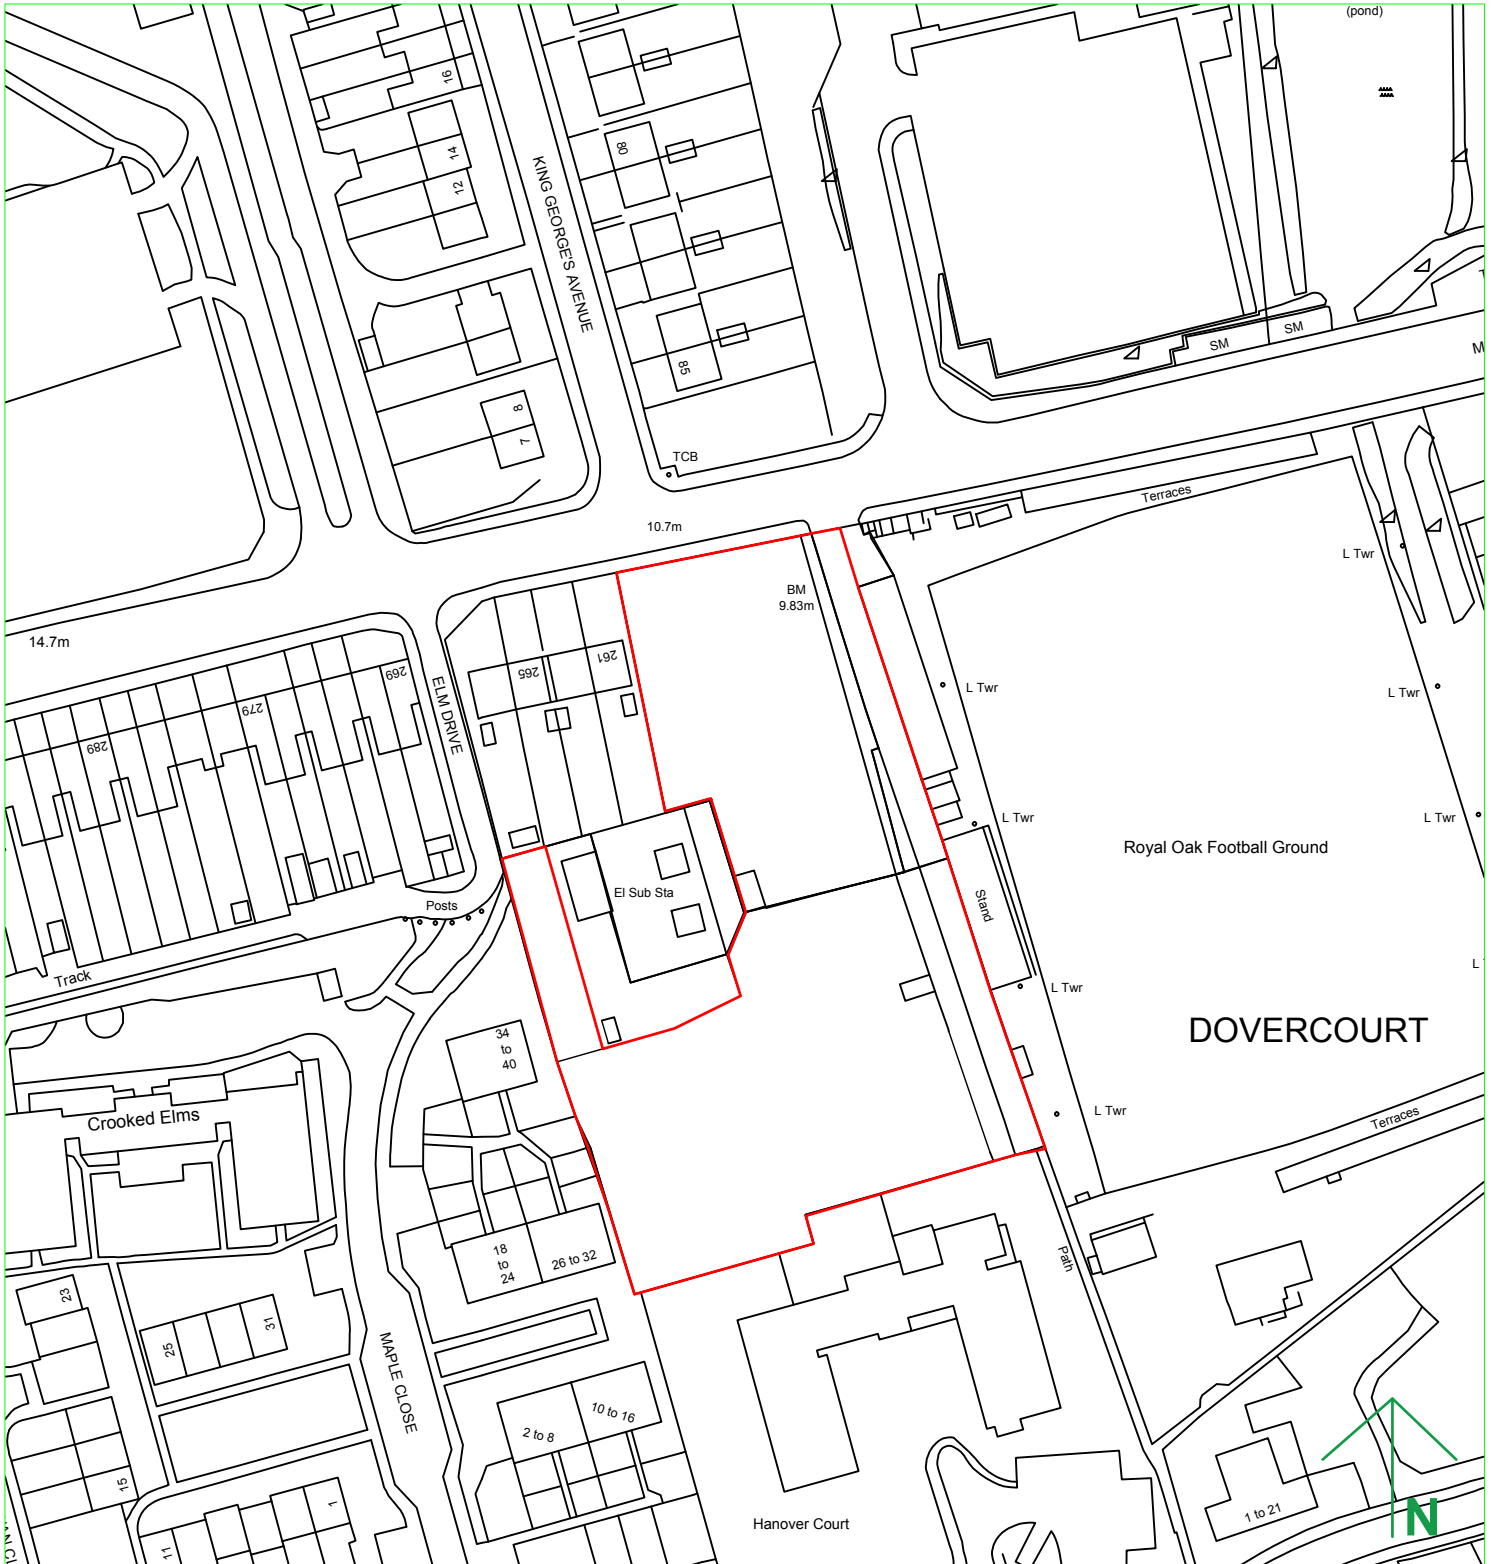 (pond)
16
14
12
80
KING GEORGE'S AVENUE
SM
SM
85
8
7
TCB
10.7m
Terraces
L Twr
BM
9.83m
14.7m
261
265
269
279
289
ELM DRIVE
L Twr
L Twr
L Twr
L Twr
Royal Oak Football Ground
El Sub Sta
Stand
Posts
Track
L Twr
DOVERCOURT
34
to
40
Crooked Elms
L Twr
Terraces
18
to
24
26 to 32
Path
23
25
31
MAPLE CLOSE
10 to 16
2 to 8
15
1
11
Hanover Court
1 to 21
N